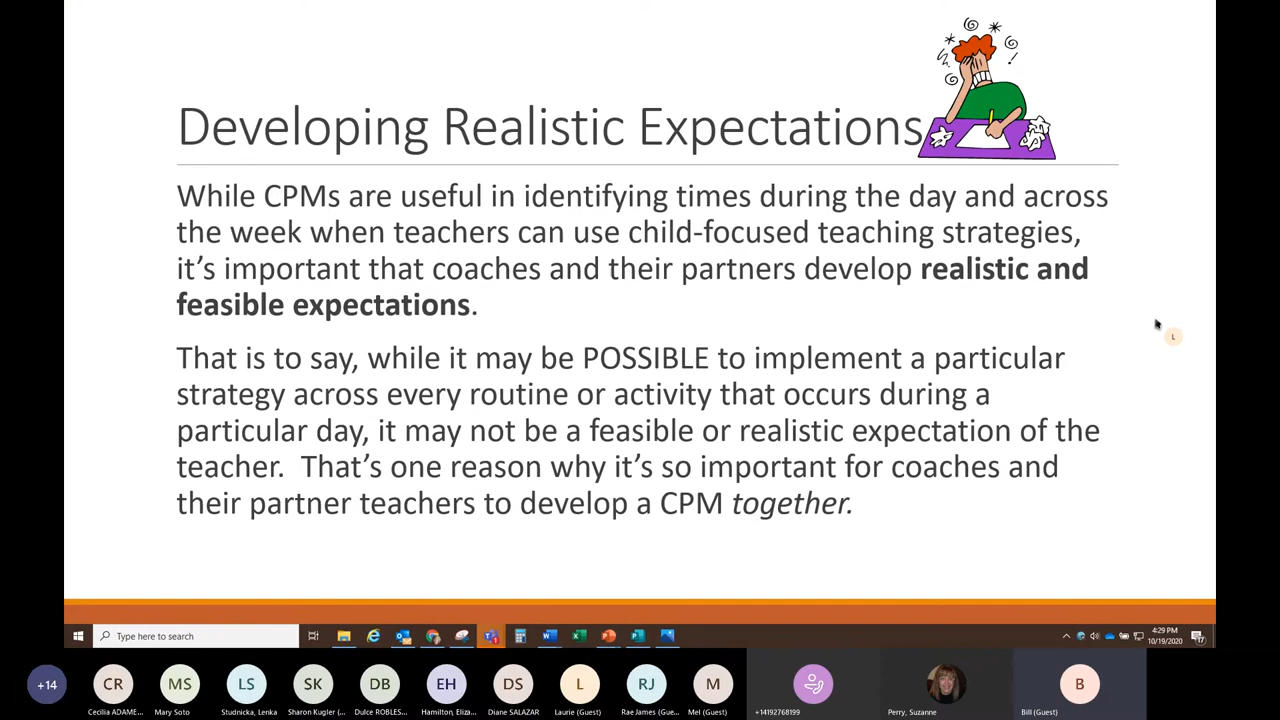 Developing Realistic Expectations
While CPMs are useful in identifying times during the day and across
the week when teachers can use child-focused teaching strategies,
it’s important that coaches and their partners develop realistic and
feasible expectations.
That is to say, while it may be POSSIBLE to implement a particular
strategy across every routine or activity that occurs during a
particular day, it may not be a feasible or realistic expectation of the
teacher.  That’s one reason why it’s so important for coaches and
their partner teachers to develop a CPM together.
L
Type here to search
4:29 PM
10/19/2020
17
+14
CR
MS
LS
SK
DB
EH
DS
L
RJ
M
B
Cecilia ADAME...
Mary Soto
Studnicka, Lenka
Sharon Kugler (...
Dulce ROBLES...
Hamilton, Eliza...
Diane SALAZAR
Laurie (Guest)
Rae James (Gue...
Mel (Guest)
+14192768199
Perry, Suzanne
Bill (Guest)